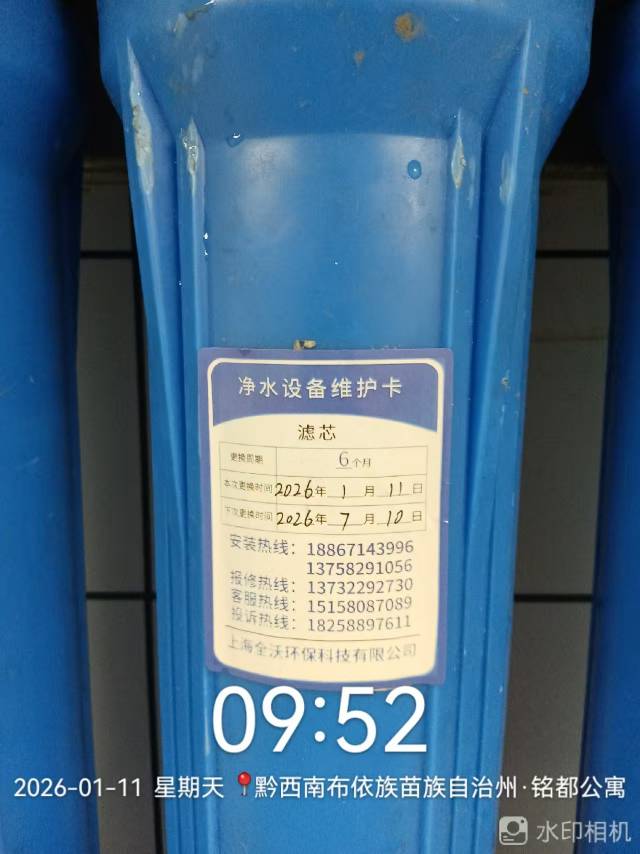 净水设备维护卡
滤芯
更换周期 6个月
本次更换时间 2026年 1 月 11 日
下次更换时间 2026年 7 月 10 日
安装热线：18867143996
13758291056
报修热线：13732292730
客服热线：15158087089
投诉热线：18258897611
上海全沃环保科技有限公司
09:52
2026-01-11 星期天 📍黔西南布依族苗族自治州·铭都公寓
水印相机